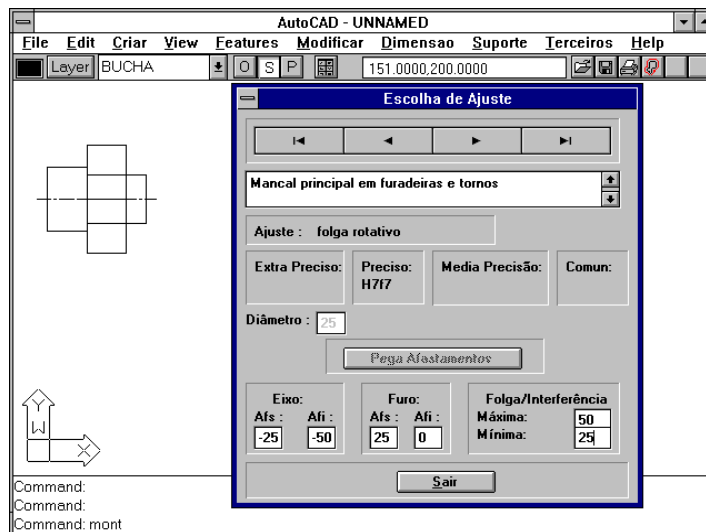 AutoCAD - UNNAMED
File Edit Criar View Features Modificar Dimensao Suporte Terceiros Help
Layer BUCHA O S P 151.0000,200.0000
Escolha de Ajuste
Mancal principal em furadeiras e tornos
Ajuste : folga rotativo
Extra Preciso: Preciso: Media Precisão: Comun:
H7f7
Diâmetro : 25
Pega Afastamentos
Eixo: Furo: Folga/Interferência
Afs : Afi : Afs : Afi : Máxima: 50
-25 -50 25 0 Mínima: 25
Sair
Y
W
X
Command:
Command:
Command: mont